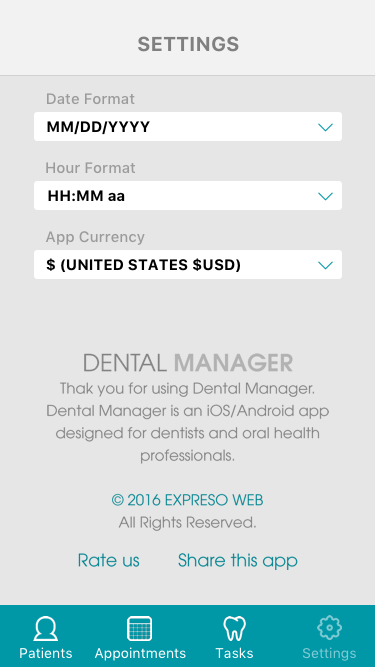 SETTINGS
Date Format
MM/DD/YYYY
Hour Format
HH:MM aa
App Currency
$ (UNITED STATES $USD)
DENTAL MANAGER
Thak you for using Dental Manager.
Dental Manager is an iOS/Android app
designed for dentists and oral health
professionals.
© 2016 EXPRESO WEB
All Rights Reserved.
Rate us Share this app
Patients Appointments Tasks Settings